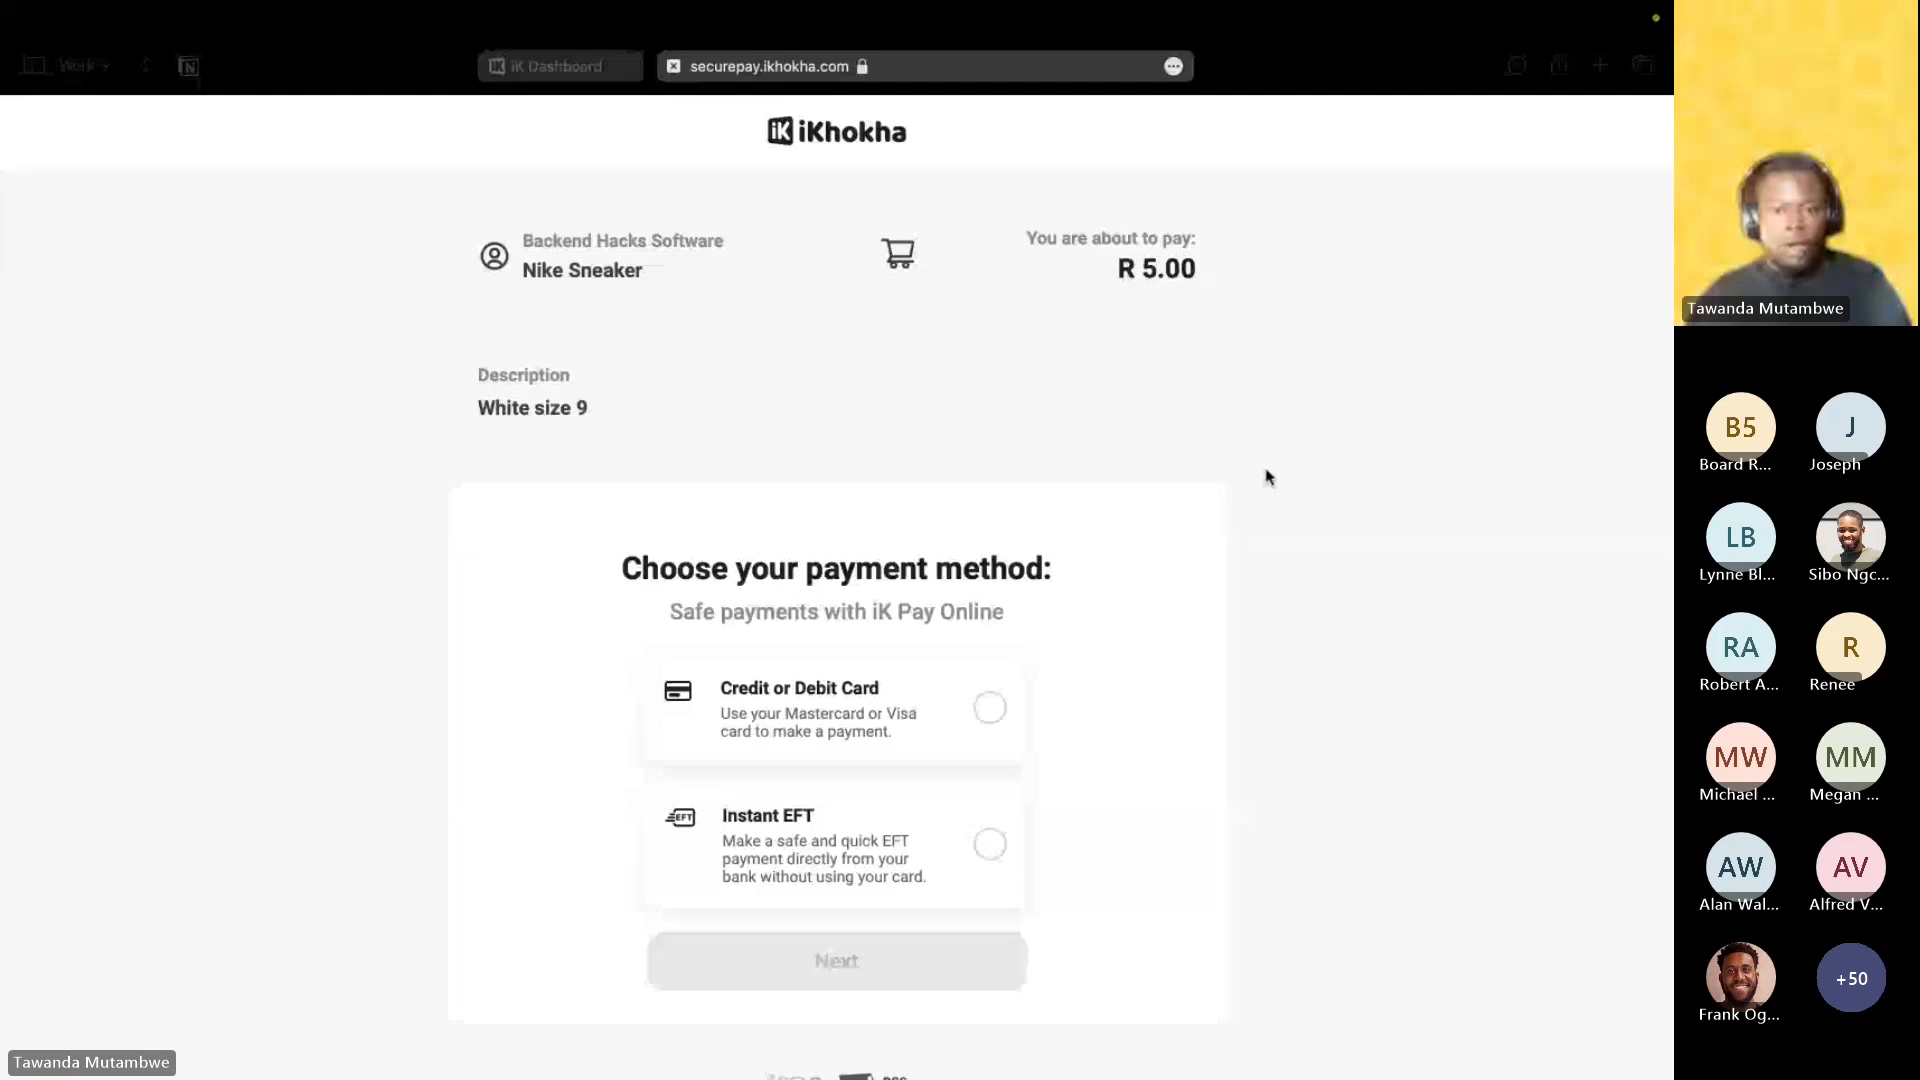 Work
iK Dashboard
securepay.ikhokha.com
iK iKhokha
Backend Hacks Software
Nike Sneaker
You are about to pay:
R 5.00
Description
White size 9
Choose your payment method:
Safe payments with iK Pay Online
Credit or Debit Card
Use your Mastercard or Visa
card to make a payment.
EFT
Instant EFT
Make a safe and quick EFT
payment directly from your
bank without using your card.
Next
Tawanda Mutambwe
Tawanda Mutambwe
B5
Board R...
J
Joseph
LB
Lynne Bl...
Sibo Ngc...
RA
Robert A...
R
Renee
MW
Michael ...
MM
Megan ...
AW
Alan Wal...
AV
Alfred V...
Frank Og...
+50